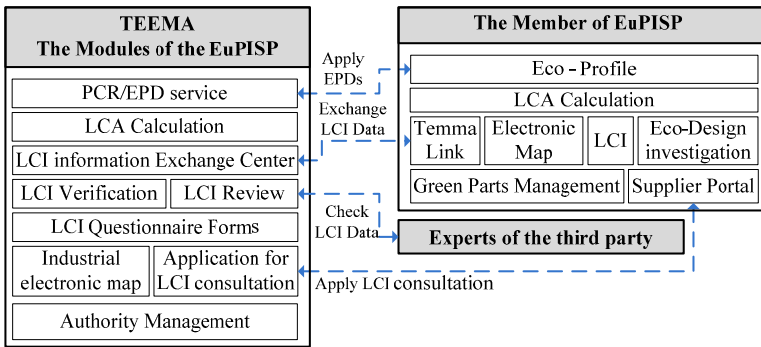 TEEMA
The Modules of the EuPISP
PCR/EPD service
LCA Calculation
LCI information Exchange Center
LCI Verification
LCI Review
LCI Questionnaire Forms
Industrial
electronic map
Application for
LCI consultation
Authority Management
Apply
EPDs
Exchange
LCI Data
Check
LCI Data
Apply LCI consultation
The Member of EuPISP
Eco - Profile
LCA Calculation
Temma
Link
Electronic
Map
LCI
Eco-Design
investigation
Green Parts Management
Supplier Portal
Experts of the third party